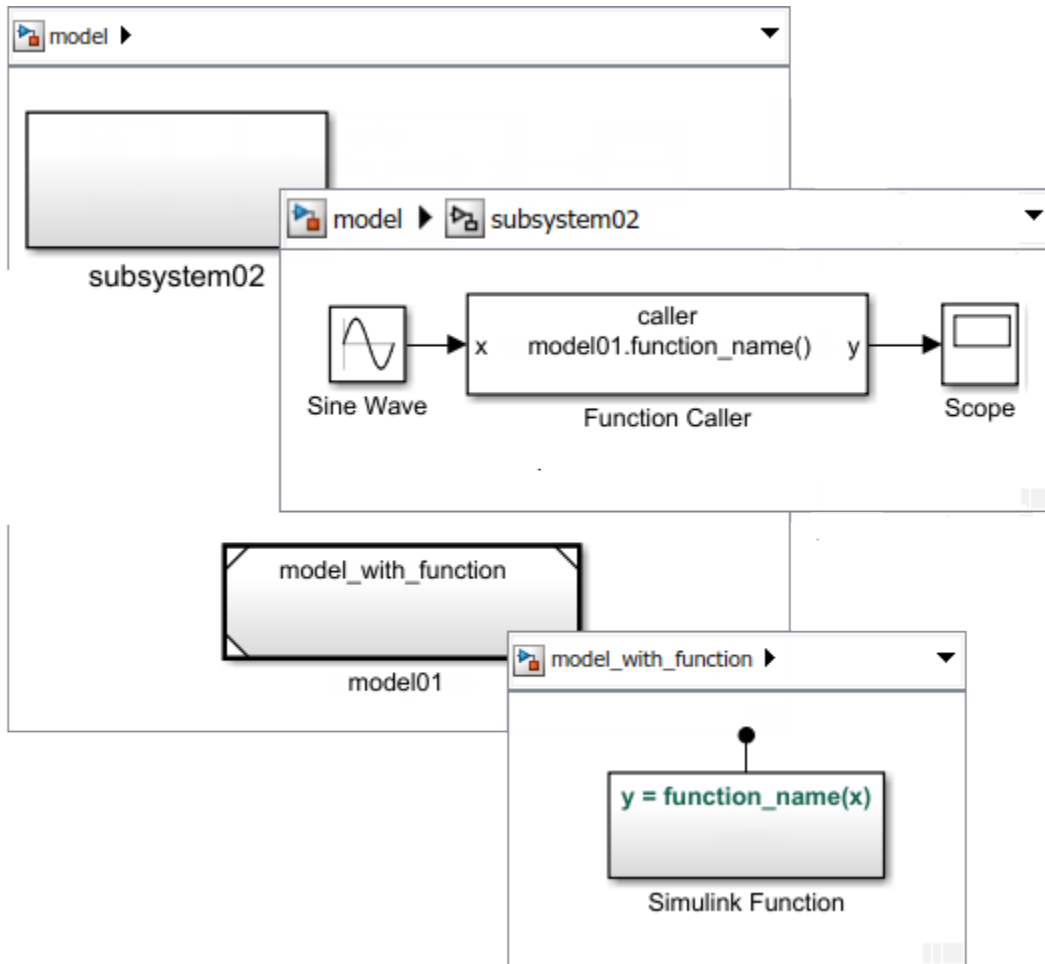 model
subsystem02
model subsystem02
caller
x model01.function_name() y
Sine Wave
Function Caller
Scope
model_with_function
model01
model_with_function
y = function_name(x)
Simulink Function